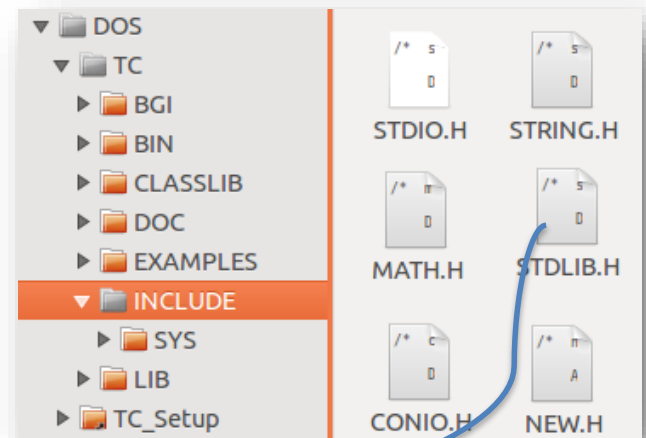 DOS
TC
BGI
BIN
CLASSLIB
DOC
EXAMPLES
INCLUDE
SYS
LIB
TC_Setup
/* s
D
STDIO.H
/* s
D
STRING.H
/* m
D
MATH.H
/* s
D
STDLIB.H
/* c
D
CONIO.H
/* n
A
NEW.H